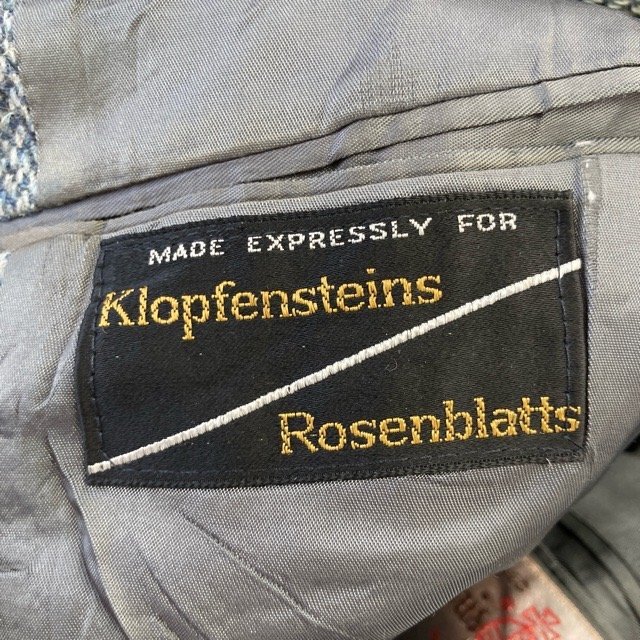 MADE EXPRESSLY FOR
Klopfensteins
Rosenblatts